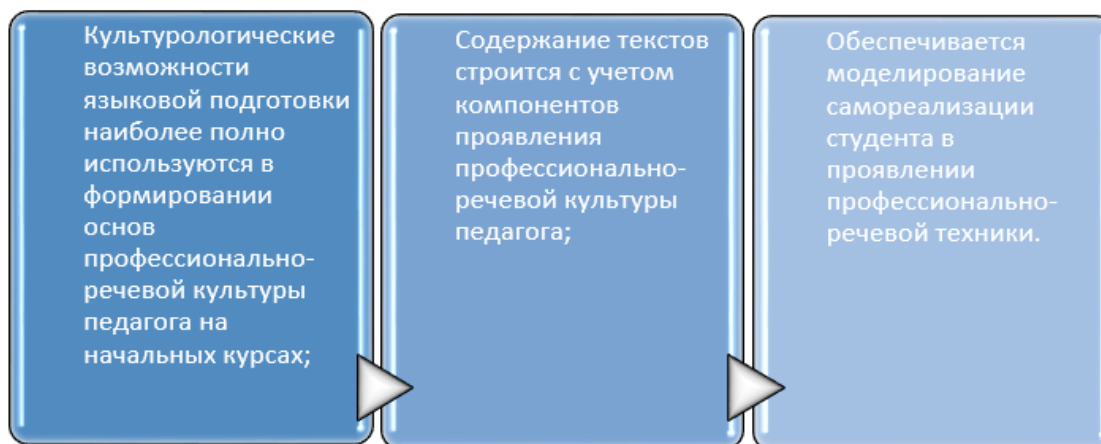 Культурологические
возможности
языковой подготовки
наиболее полно
используются в
формировании
основ
профессионально-
речевой культуры
педагога на
начальных курсах;
Содержание текстов
строится с учетом
компонентов
проявления
профессионально-
речевой культуры
педагога;
Обеспечивается
моделирование
самореализации
студента в
проявлении
профессионально-
речевой техники.